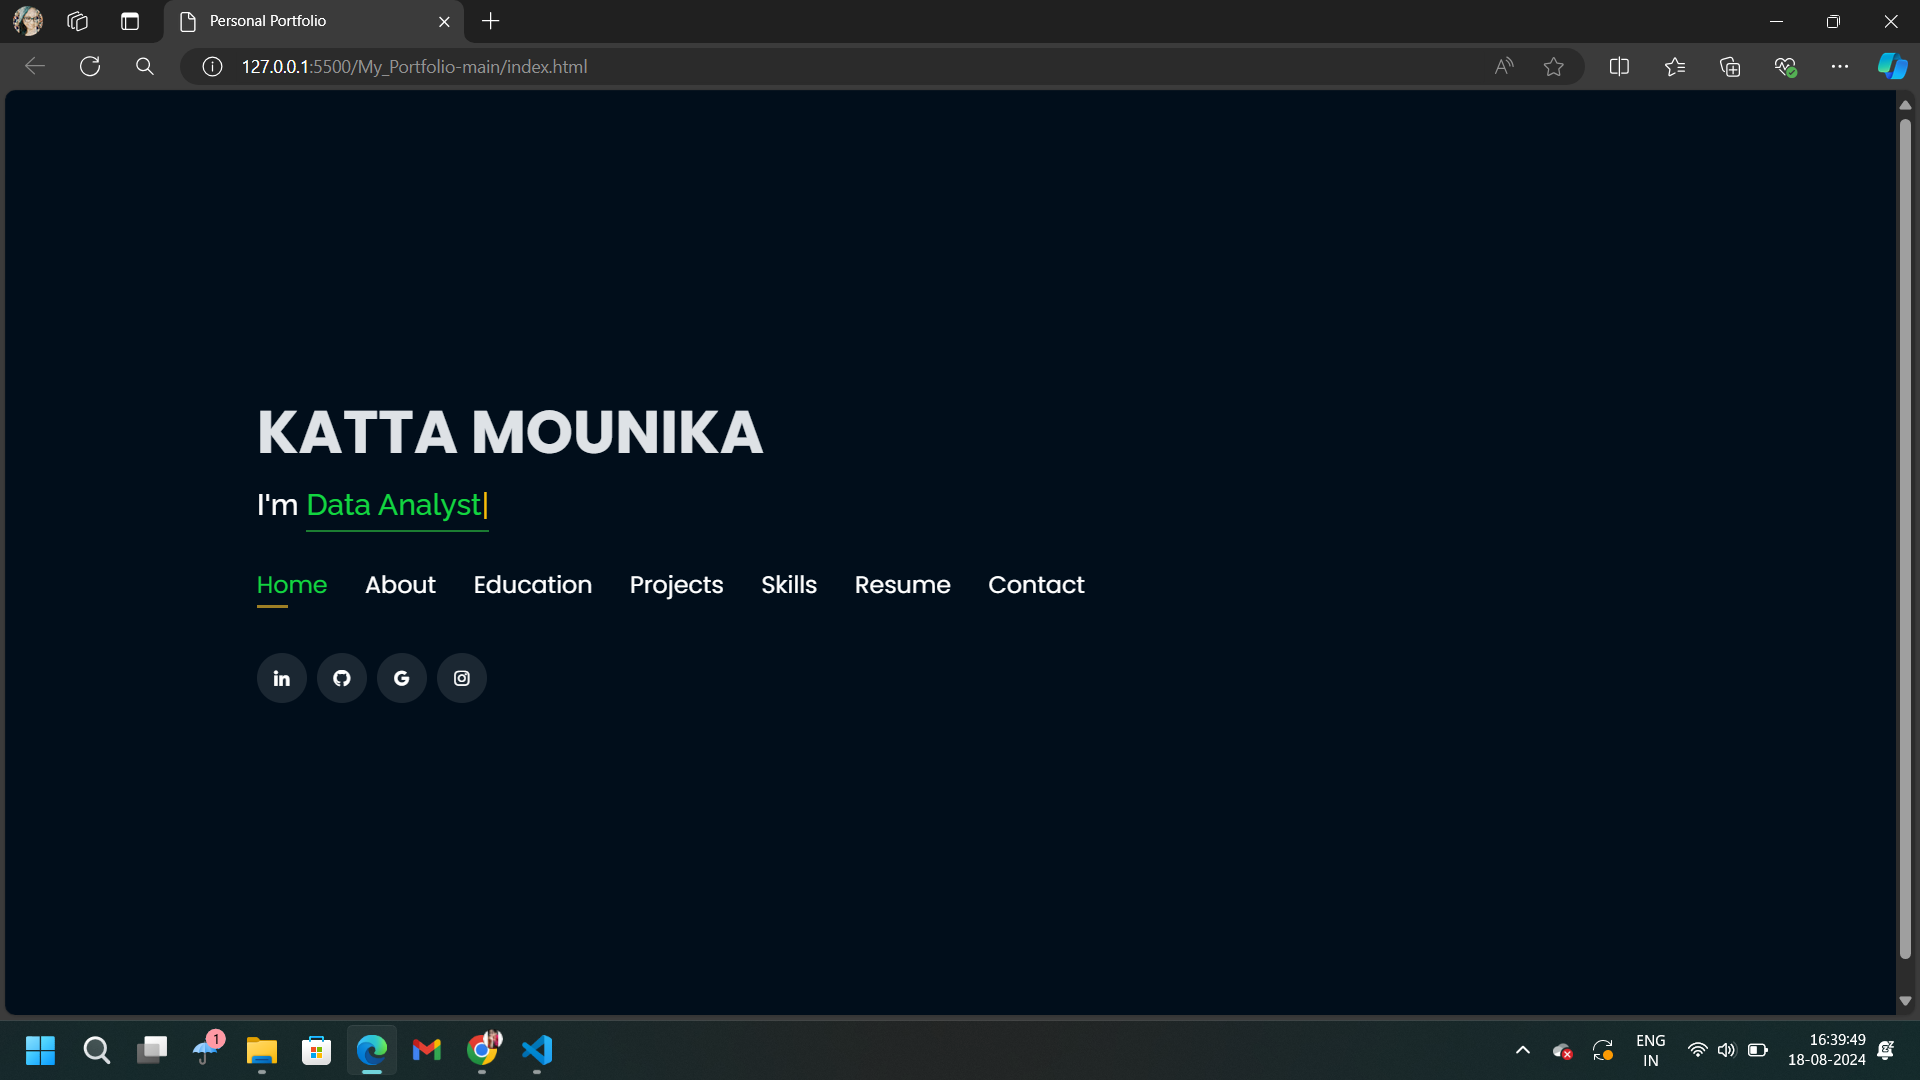 Personal Portfolio
127.0.0.1:5500/My_Portfolio-main/index.html
KATTA MOUNIKA
I'm Data Analyst|
Home About Education Projects Skills Resume Contact
1
ENG
IN
16:39:49
18-08-2024